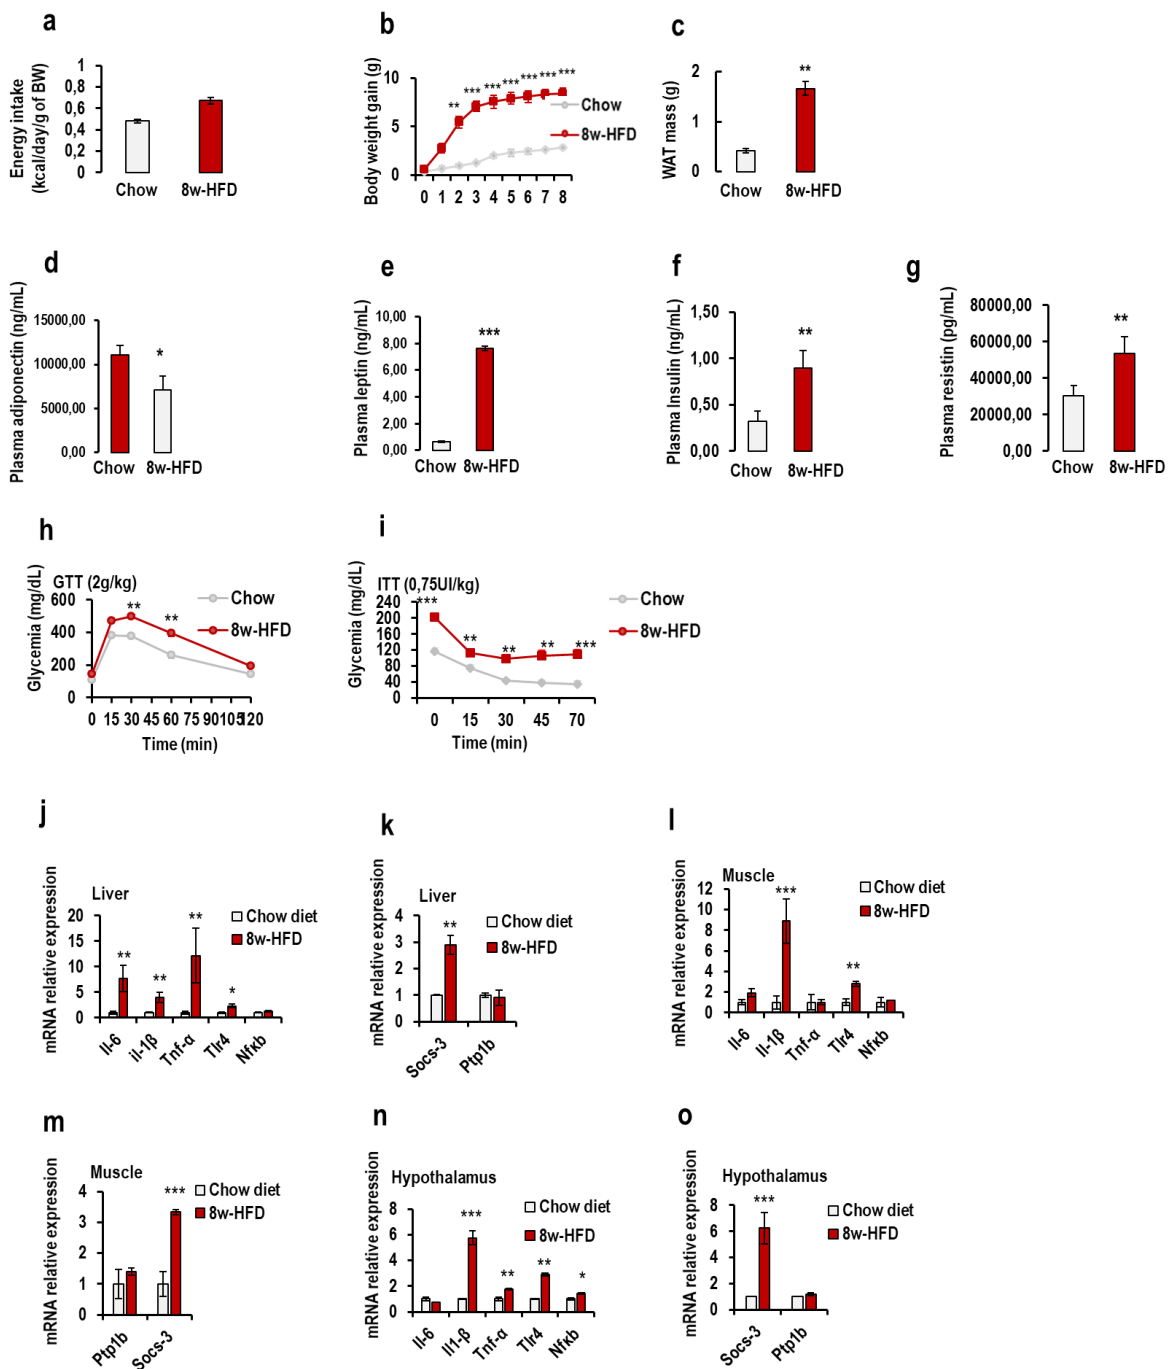 a
Energy intake
(kcal/day/g of BW)
1
0,8
0,6
0,4
0,2
0
Chow 8w-HFD
b
Body weight gain (g)
10
5
0
** *** *** *** *** *** ***
Chow
8w-HFD
0 1 2 3 4 5 6 7 8
c
WAT mass (g)
2
1
0
**
Chow 8w-HFD
d
Plasma adiponectin (ng/mL)
15000,00
10000,00
5000,00
0,00
*
Chow 8w-HFD
e
Plasma leptin (ng/mL)
10,00
8,00
6,00
4,00
2,00
0,00
***
Chow 8w-HFD
f
Plasma Insulin (ng/mL)
1,50
1,00
0,50
0,00
**
Chow 8w-HFD
g
Plasma resistin (pg/mL)
80000,00
60000,00
40000,00
20000,00
0,00
**
Chow 8w-HFD
h
Glycemia (mg/dL)
GTT (2g/kg)
600
400
200
0
** **
Chow
8w-HFD
0 15 30 45 60 75 90 105 120
Time (min)
i
Glycemia (mg/dL)
ITT (0,75UI/kg)
240
200
160
120
80
40
0
*** ** ** ** ***
Chow
8w-HFD
0 15 30 45 70
Time (min)
j
mRNA relative expression
Liver
20
15
10
5
0
** ** ** *
Chow diet
8w-HFD
Il-6 il-1β Tnf-α Tlr4 Nfκb
k
mRNA relative expression
Liver
4
3
2
1
0
**
Chow diet
8w-HFD
Socs-3 Ptp1b
l
mRNA relative expression
Muscle
12
10
8
6
4
2
0
*** **
Chow diet
8w-HFD
Il-6 Il-1β Tnf-α Tlr4 Nfκb
m
mRNA relative expression
Muscle
4
3
2
1
0
***
Chow diet
8w-HFD
Ptp1b Socs-3
n
mRNA relative expression
Hypothalamus
8
6
4
2
0
*** ** ** *
Chow diet
8w-HFD
Il-6 Il1-β Tnf-α Tlr4 Nfκb
o
mRNA relative expression
Hypothalamus
8
6
4
2
0
***
Chow diet
8w-HFD
Socs-3 Ptp1b